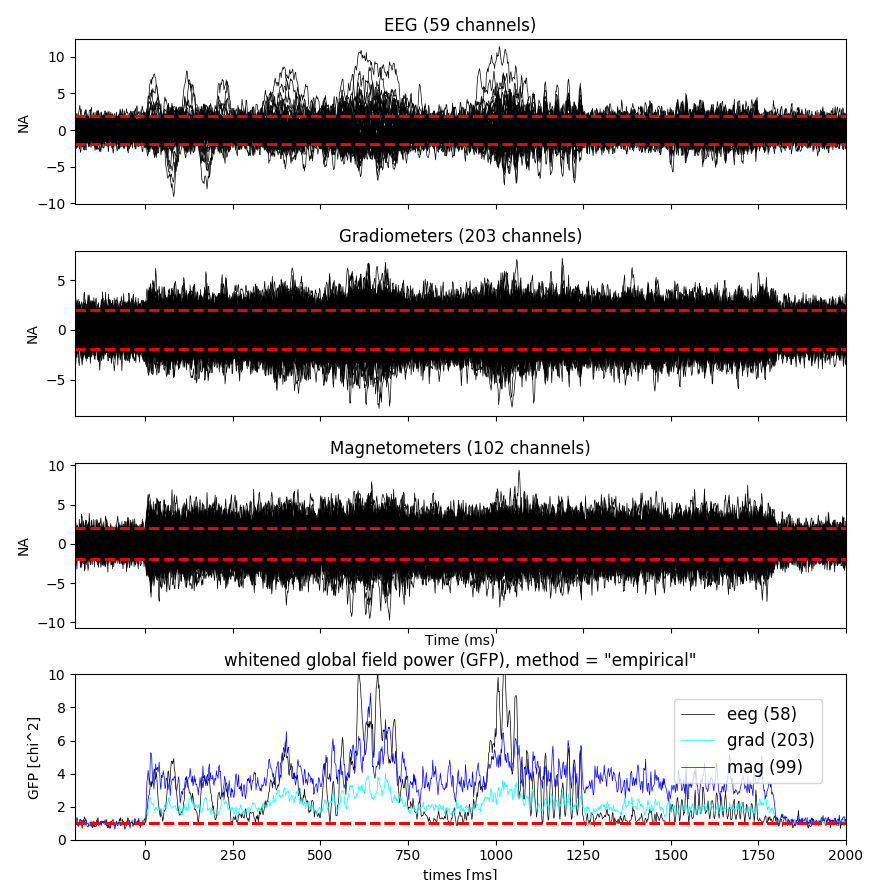 EEG (59 channels)
10
5
0
−5
−10
NA
Gradiometers (203 channels)
5
0
−5
NA
Magnetometers (102 channels)
10
5
0
−5
−10
NA
Time (ms)
whitened global field power (GFP), method = "empirical"
10
8
6
4
2
0
GFP [chi^2]
eeg (58)
grad (203)
mag (99)
0 250 500 750 1000 1250 1500 1750 2000
times [ms]